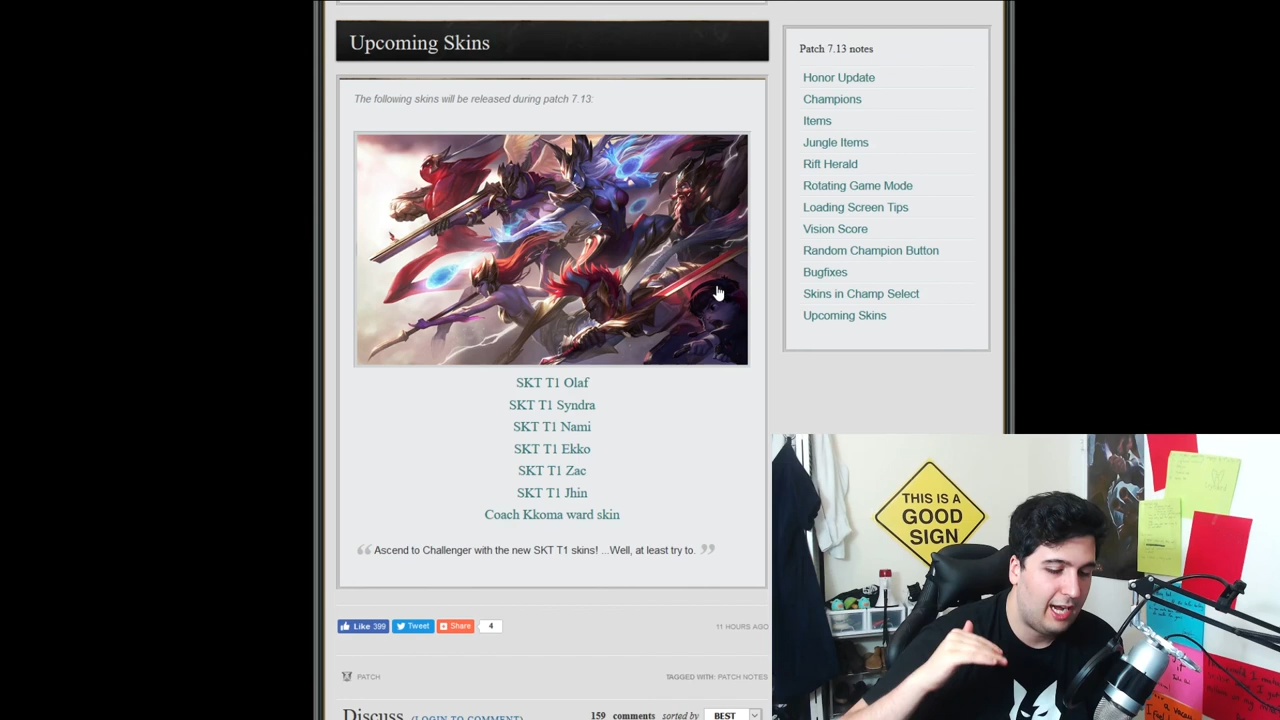 Upcoming Skins
The following skins will be released during patch 7.13:
SKT T1 Olaf
SKT T1 Syndra
SKT T1 Nami
SKT T1 Ekko
SKT T1 Zac
SKT T1 Jhin
Coach Kkoma ward skin
“ Ascend to Challenger with the new SKT T1 skins! ...Well, at least try to. ”
Like 399
Tweet
Share
4
11 HOURS AGO
PATCH
TAGGED WITH: PATCH NOTES
Discuss (LOGIN TO COMMENT)
159 comments sorted by BEST
Patch 7.13 notes
Honor Update
Champions
Items
Jungle Items
Rift Herald
Rotating Game Mode
Loading Screen Tips
Vision Score
Random Champion Button
Bugfixes
Skins in Champ Select
Upcoming Skins
THIS IS A
GOOD
SIGN